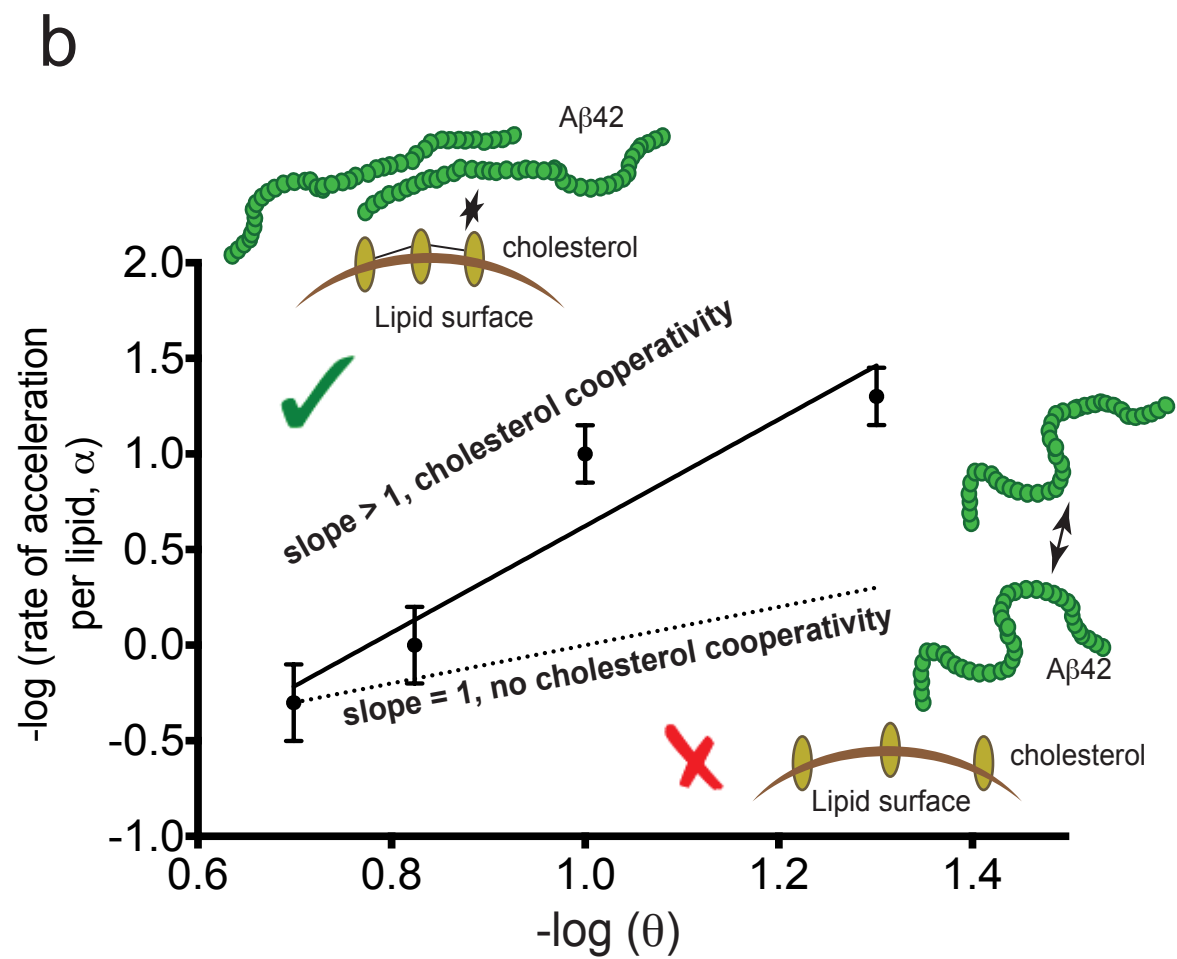 b
Aβ42
cholesterol
Lipid surface
2.0
1.5
1.0
0.5
0.0
-0.5
-1.0
-log (rate of acceleration
per lipid, α)
slope > 1, cholesterol cooperativity
slope = 1, no cholesterol cooperativity
Aβ42
cholesterol
Lipid surface
0.6 0.8 1.0 1.2 1.4
-log (θ)